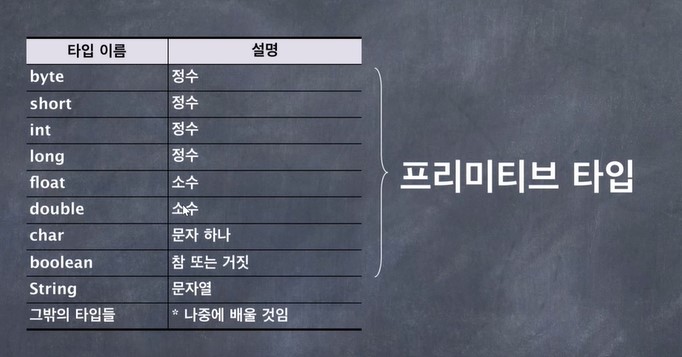 타입 이름 설명
byte 정수
short 정수
int 정수
long 정수
float 소수
double 소수
char 문자 하나
boolean 참 또는 거짓
String 문자열
그밖의 타입들 * 나중에 배울 것임
프리미티브 타입